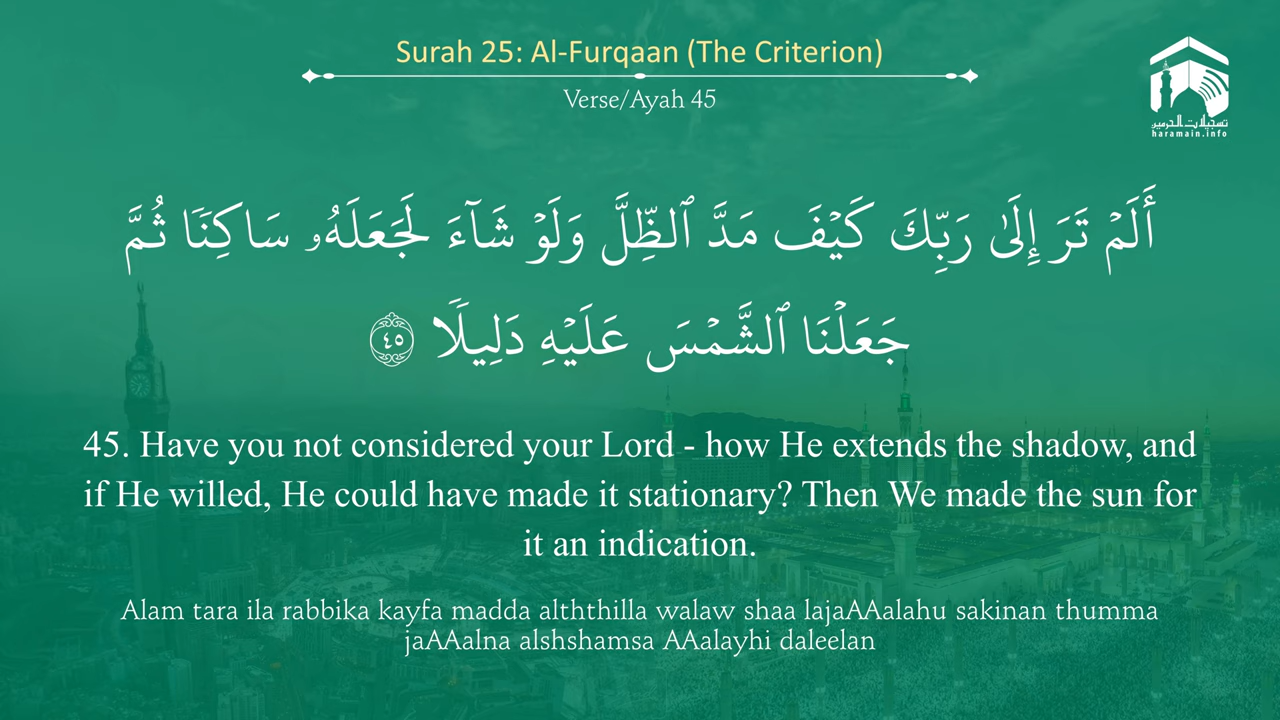 Surah 25: Al-Furqaan (The Criterion)
Verse/Ayah 45
تسجيلات الحرمين
haramain.info
أَلَمْ تَرَ إِلَىٰ رَبِّكَ كَيْفَ مَدَّ ٱلظِّلَّ وَلَوْ شَآءَ لَجَعَلَهُۥ سَاكِنًا ثُمَّ
جَعَلْنَا ٱلشَّمْسَ عَلَيْهِ دَلِيلًا ٤٥
45. Have you not considered your Lord - how He extends the shadow, and
if He willed, He could have made it stationary? Then We made the sun for
it an indication.
Alam tara ila rabbika kayfa madda alththilla walaw shaa lajaAAalahu sakinan thumma
jaAAalna alshshamsa AAalayhi daleelan